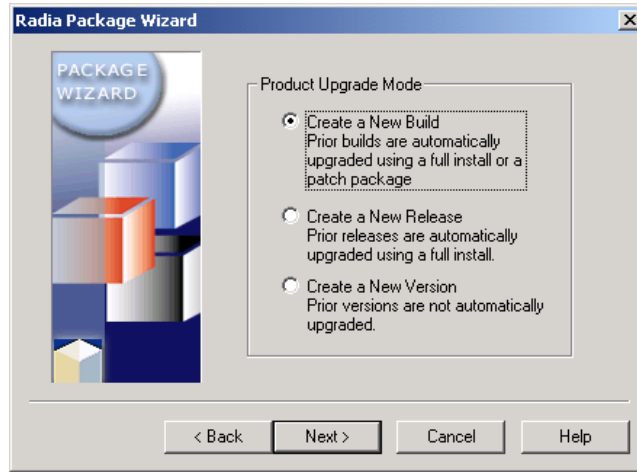 Radia Package Wizard
PACKAGE
WIZARD
Product Upgrade Mode
Create a New Build
Prior builds are automatically
upgraded using a full install or a
patch package
Create a New Release
Prior releases are automatically
upgraded using a full install.
Create a New Version
Prior versions are not automatically
upgraded.
< Back
Next >
Cancel
Help